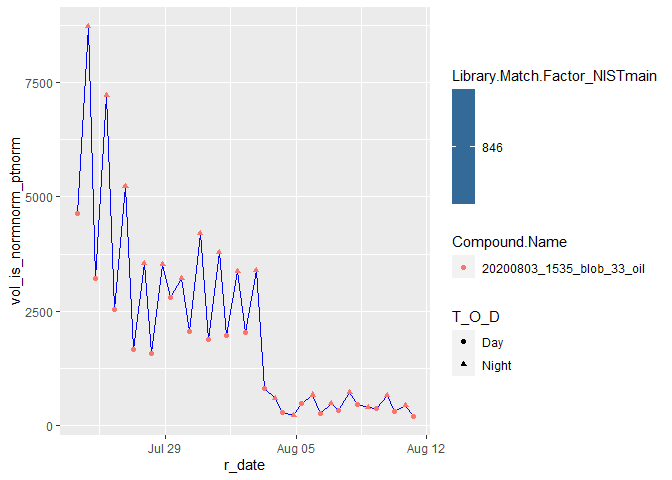 7500
5000
2500
0
vol_is_normnorm_ptnorm
Jul 29
Aug 05
Aug 12
r_date
Library.Match.Factor_NISTmain
846
Compound.Name
20200803_1535_blob_33_oil
T_O_D
Day
Night